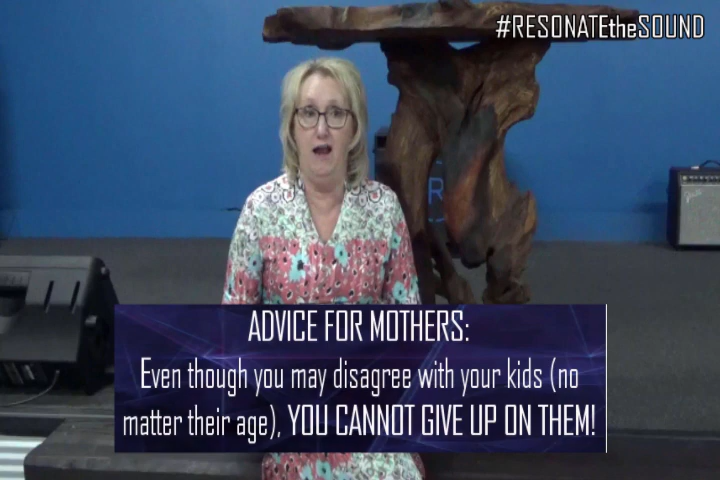 #RESONATEtheSOUND
R
Fender
ADVICE FOR MOTHERS:
Even though you may disagree with your kids (no
matter their age), YOU CANNOT GIVE UP ON THEM!